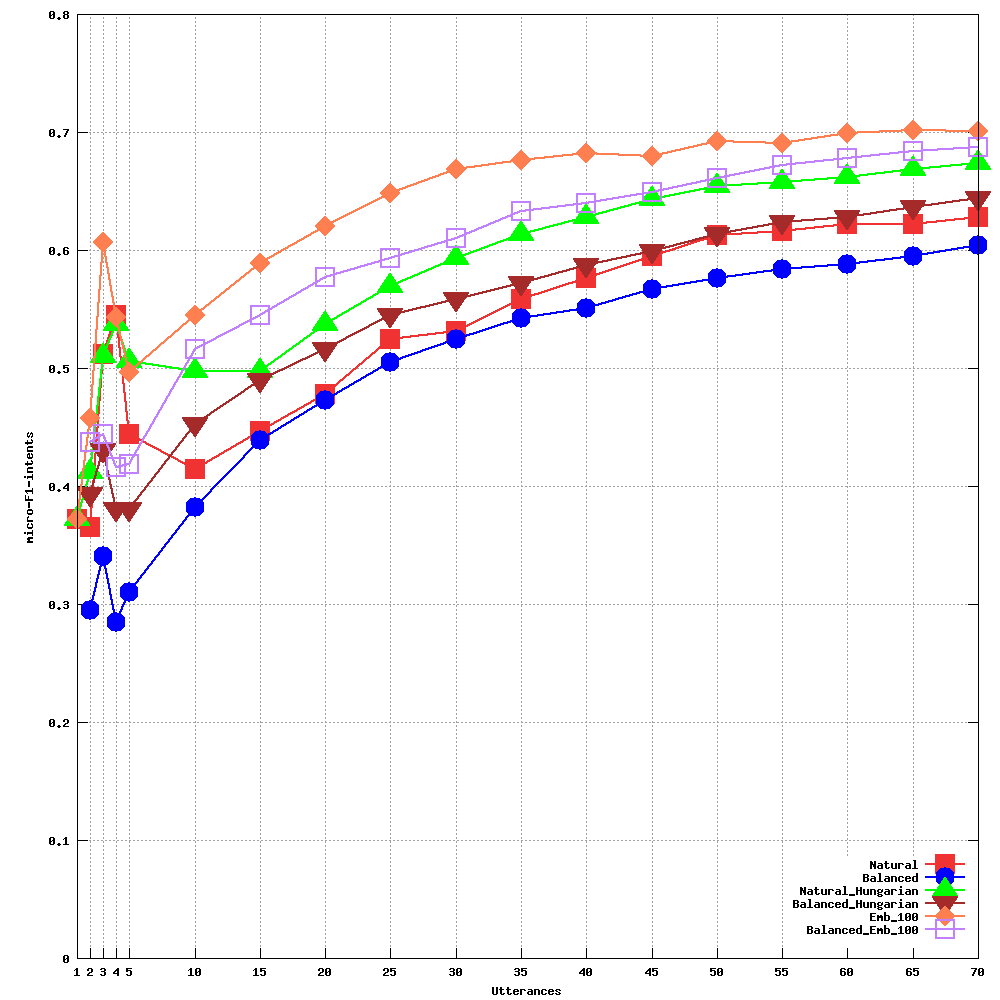 0.8
0.7
0.6
0.5
0.4
0.3
0.2
0.1
0
micro-F1-intents
1 2 3 4 5 10 15 20 25 30 35 40 45 50 55 60 65 70
Utterances
Natural
Balanced
Natural_Hungarian
Balanced_Hungarian
Emb_100
Balanced_Emb_100